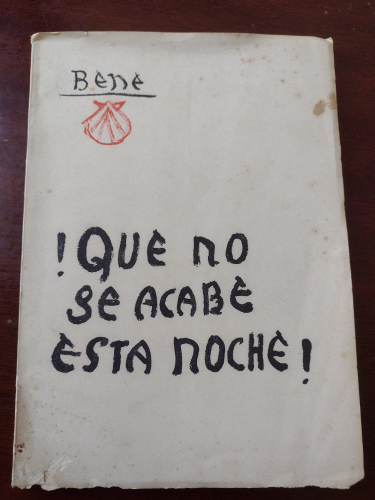 Bene
!QUE NO
SE ACABE
ESTA NOCHE!